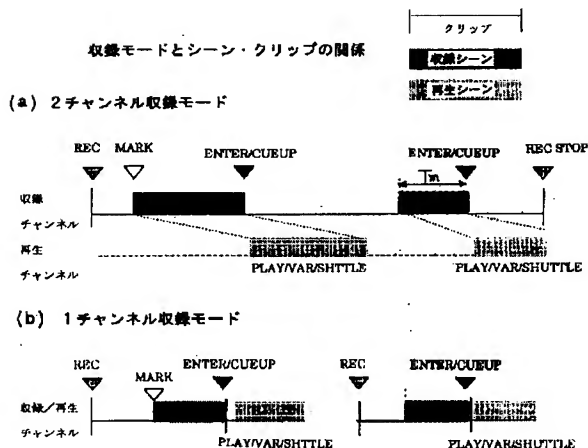 クリップ
収録モードとシーン・クリップの関係
収録シーン
再生シーン
(a) 2チャンネル収録モード
REC MARK ENTER/CUEUP ENTER/CUEUP REC STOP
Tm
収録
チャンネル
再生
チャンネル
PLAY/VAR/SHTTLE PLAY/VAR/SHUTTLE
(b) 1チャンネル収録モード
REC MARK ENTER/CUEUP REC ENTER/CUEUP
収録/再生
チャンネル
PLAY/VAR/SHTTLE PLAY/VAR/SHUTTLE